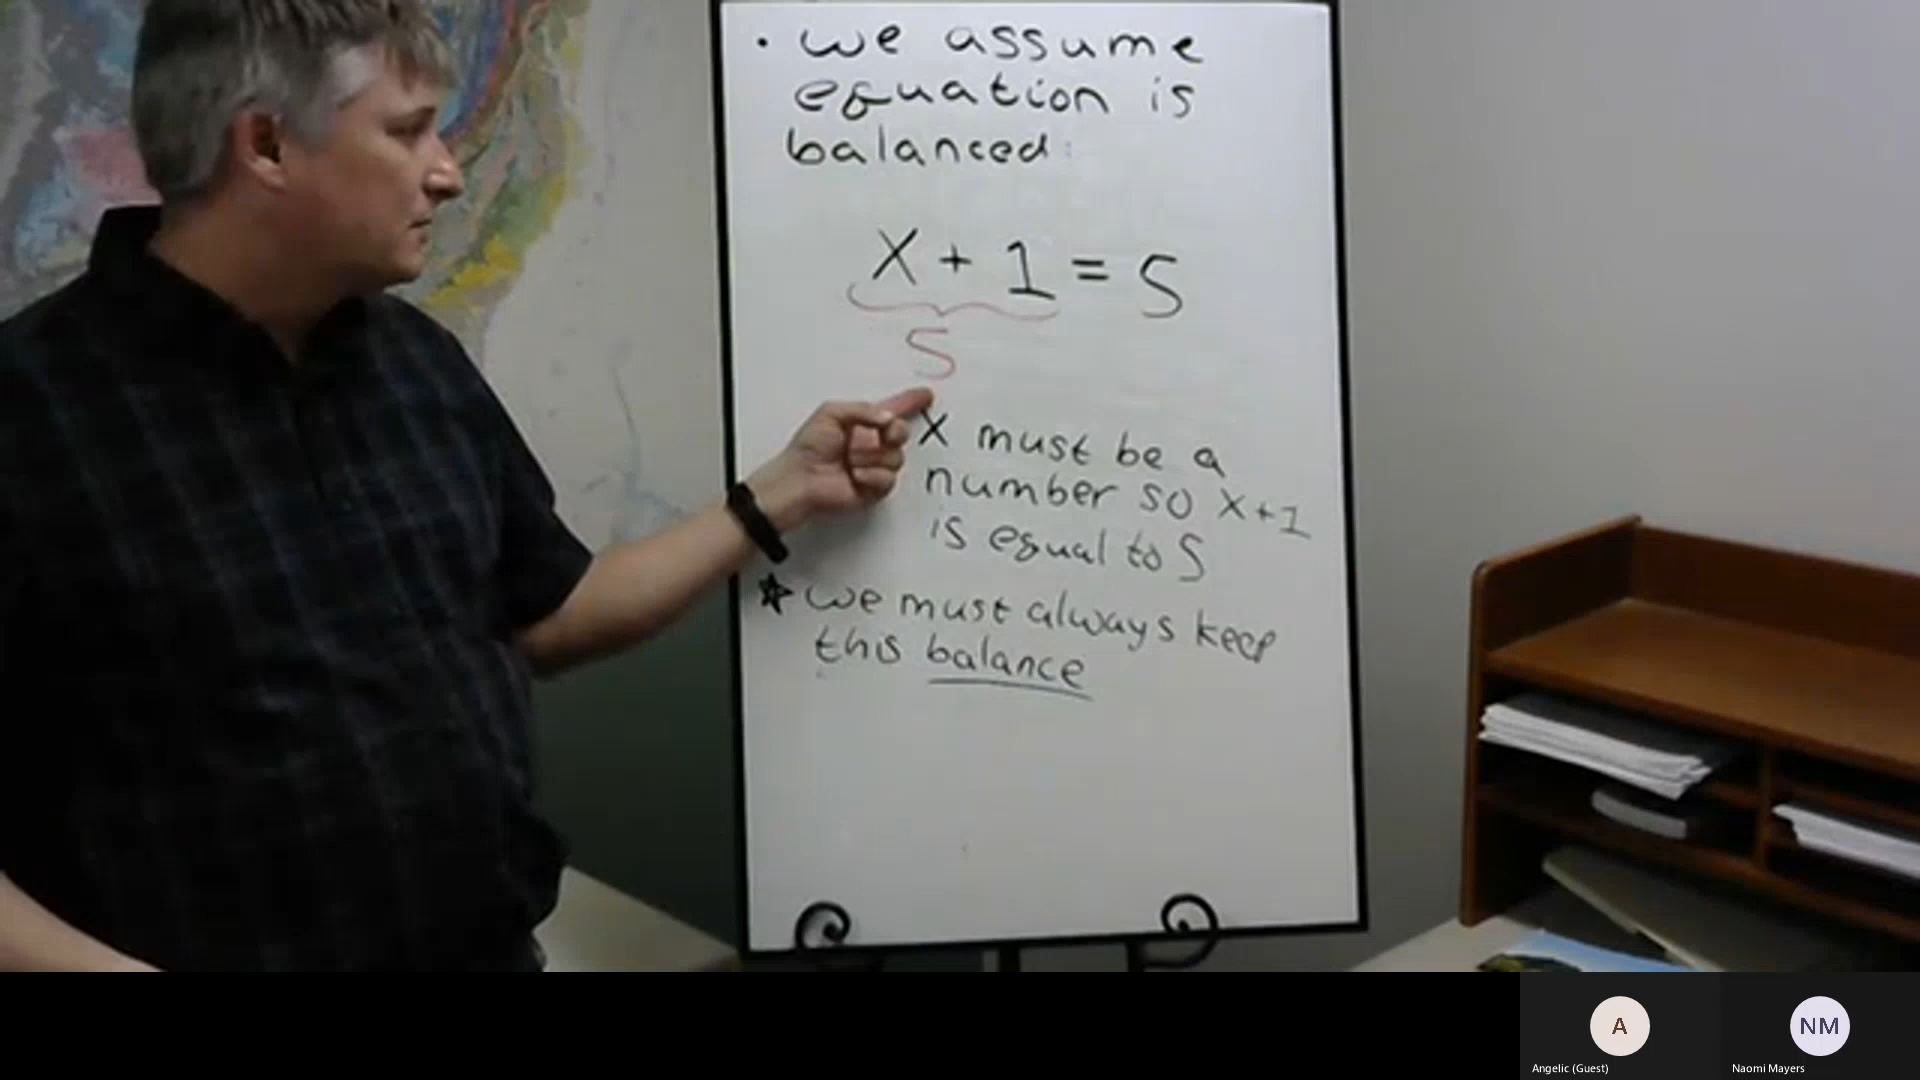 • we assume
equation is
balanced:
x + 1 = 5
5
x must be a
number so x+1
is equal to 5
★ we must always keep
this balance
A
NM
Angelic (Guest)
Naomi Mayers